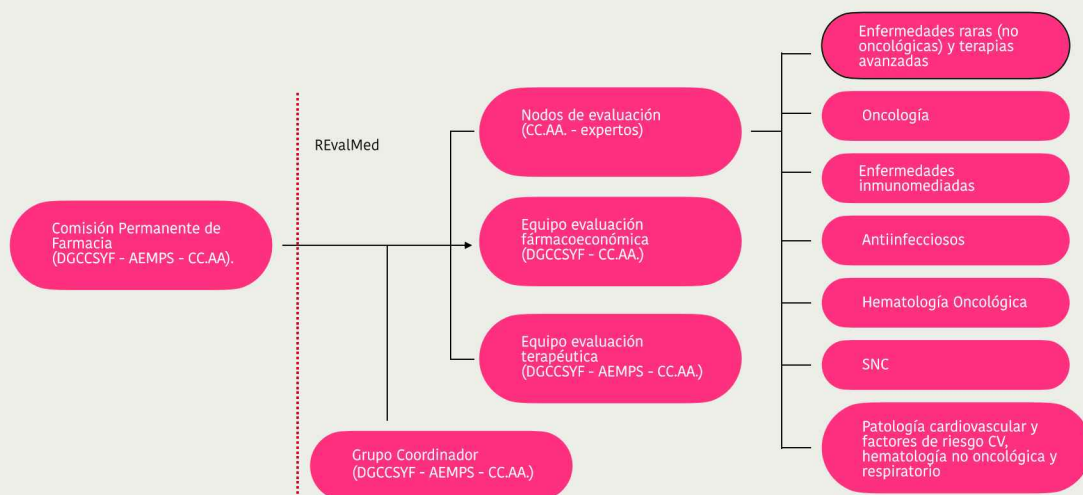 Comisión Permanente de
Farmacia
(DGCCSYF - AEMPS - CC.AA).
REvalMed
Grupo Coordinador
(DGCCSYF - AEMPS - CC.AA.)
Nodos de evaluación
(CC.AA. - expertos)
Equipo evaluación
fármacoeconómica
(DGCCSYF - CC.AA.)
Equipo evaluación
terapéutica
(DGCCSYF - AEMPS - CC.AA.)
Enfermedades raras (no
oncológicas) y terapias
avanzadas
Oncología
Enfermedades
inmunomediadas
Antiinfecciosos
Hematología Oncológica
SNC
Patología cardiovascular y
factores de riesgo CV,
hematología no oncológica y
respiratorio